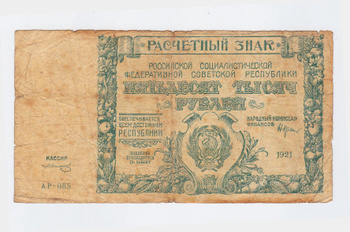 РАСЧЕТНЫЙ ЗНАК
РОССИЙСКОЙ СОЦИАЛИСТИЧЕСКОЙ
ФЕДЕРАТИВНОЙ СОВЕТСКОЙ РЕСПУБЛИКИ
ПЯТЬДЕСЯТ ТЫСЯЧ
РУБЛЕЙ
ОБЕСПЕЧИВАЕТСЯ
ВСЕМ ДОСТОЯНИЕМ
РЕСПУБЛИКИ
НАРОДНЫЙ КОМИССАР
ФИНАНСОВ
КАССИР
1921
АР-065